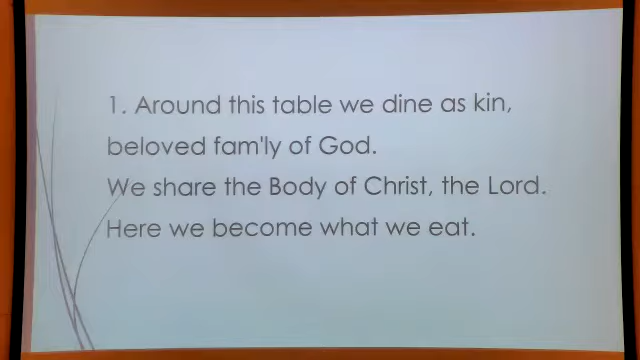 1. Around this table we dine as kin,
beloved fam'ly of God.
We share the Body of Christ, the Lord.
Here we become what we eat.